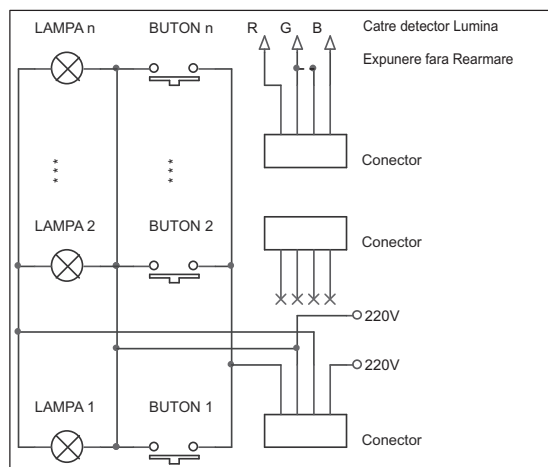 LAMPA n
BUTON n
R G B
Catre detector Lumina
Expunere fara Rearmare
Conector
***
***
LAMPA 2
BUTON 2
Conector
220V
220V
LAMPA 1
BUTON 1
Conector